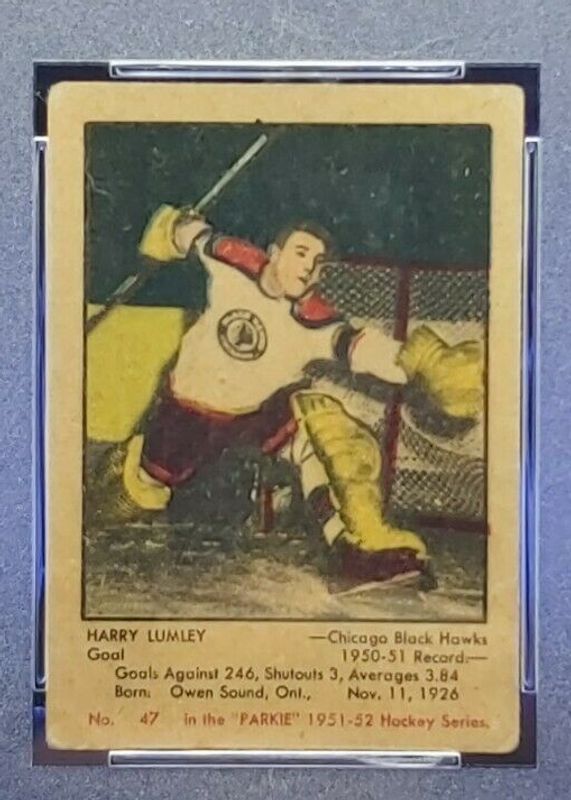 HARRY LUMLEY —Chicago Black Hawks
Goal 1950-51 Record:—
Goals Against 246, Shutouts 3, Averages 3.84
Born: Owen Sound, Ont., Nov. 11, 1926
No. 47 in the "PARKIE" 1951-52 Hockey Series.